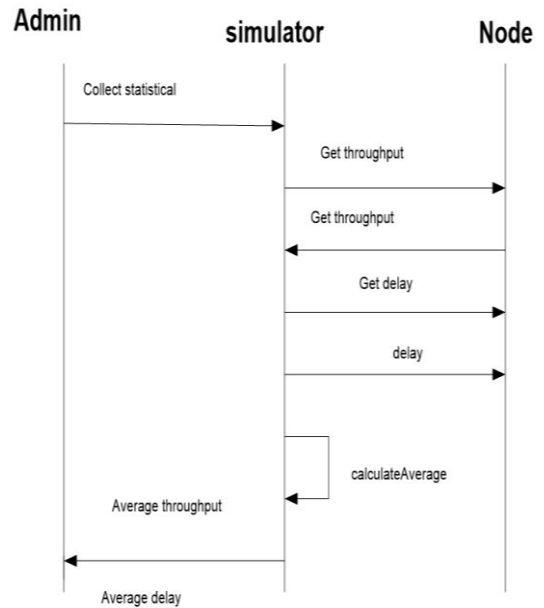 Admin
simulator
Node
Collect statistical
Get throughput
Get throughput
Get delay
delay
calculateAverage
Average throughput
Average delay